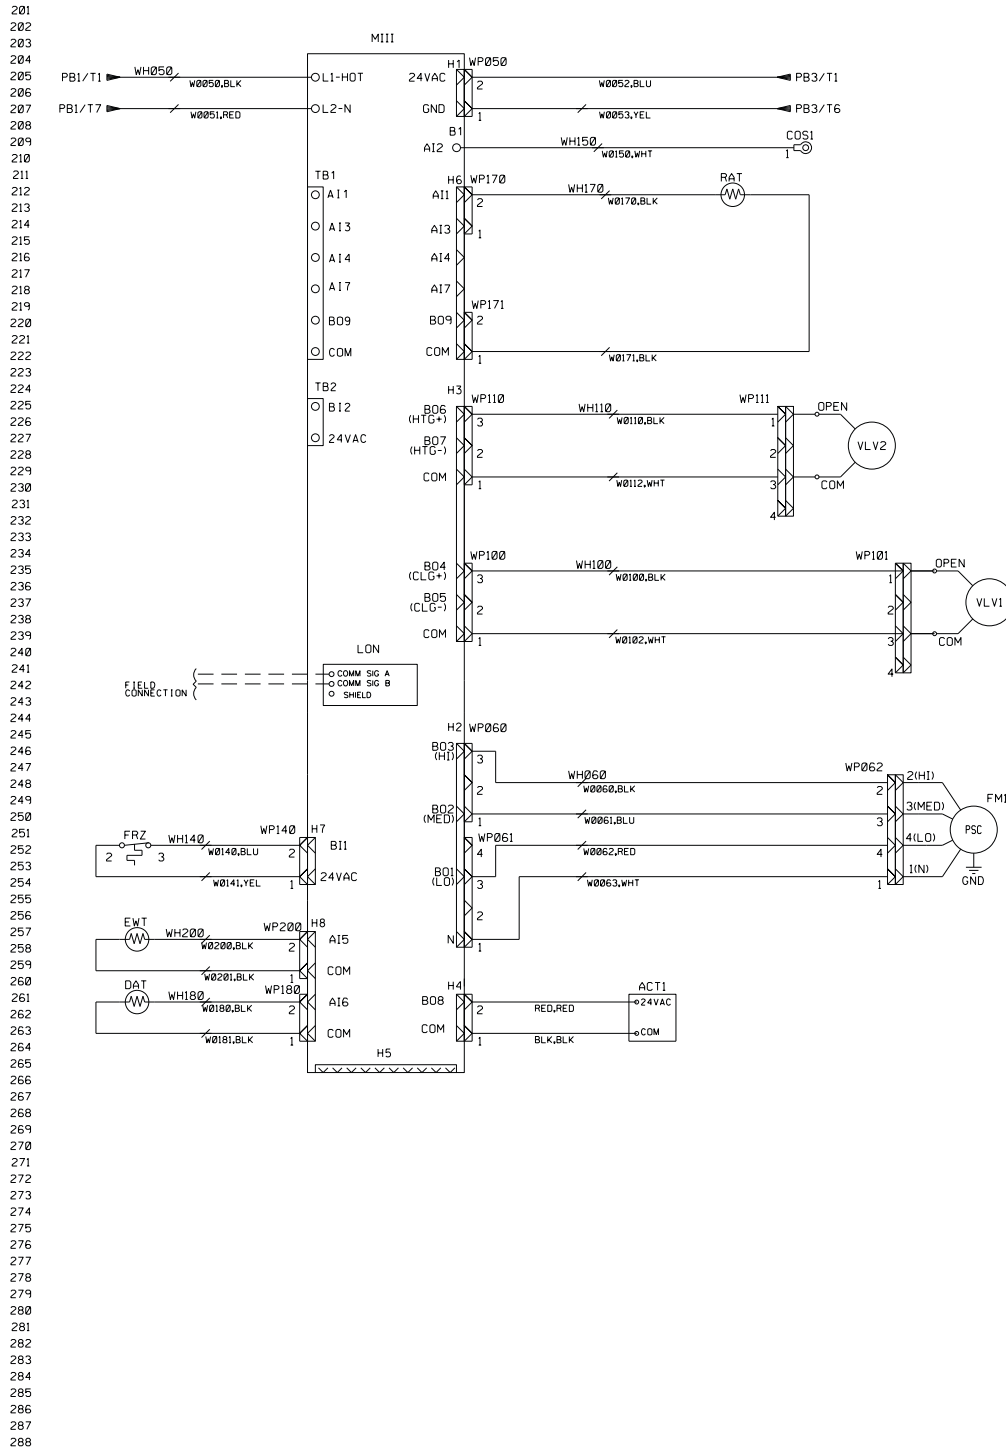 201
202
203
MIII
204
H1 WP050
205 PB1/T1 WH050 W0050,BLK L1-HOT 24VAC 2 W0052,BLU PB3/T1
206
207 PB1/T7 W0051,RED L2-N GND 1 W0053,YEL PB3/T6
208
B1 COS1
209 AI2 WH150 W0150,WHT 1
210
211 TB1 H6 WP170 RAT
212 AI1 AI1 2 WH170 W0170,BLK
213
214 AI3 AI3 1
215
216 AI4 AI4
217
218 AI7 AI7
219 WP171
220 BO9 BO9 2
221
222 COM COM 1 W0171,BLK
223
224 TB2 H3 WP110 WP111
225 BI2 BO6 WH110 OPEN
226 (HTG+) 3 W0110,BLK 1
227 24VAC BO7 VLV2
228 (HTG-) 2 2
229 COM
230 1 W0112,WHT 3 COM
231
232 4
233
234 WP100 WP101
235 BO4 WH100 OPEN
236 (CLG+) 3 W0100,BLK 1
237 BO5 VLV1
238 (CLG-) 2 2
239 COM 1 W0102,WHT 3 COM
240 LON
241 COMM SIG A 4
242 FIELD COMM SIG B
CONNECTION
243 SHIELD
244
245 H2 WP060
246 BO3
(HI) 3
247 WH060 WP062 2(HI)
248 2 W0060,BLK 2
249 FM1
250 BO2 3(MED)
(MED) 1 W0061,BLU 3
251 FRZ WH140 WP140 H7 WP061 PSC
252 2 3 W0140,BLU 2 BI1 4 W0062,RED 4 4(LO)
253 BO1 1(N)
254 W0141,YEL 1 24VAC (LO) 3 W0063,WHT 1 GND
255
256 EWT 2
257 WH200 WP200 H8
258 W0200,BLK 2 AI5 N 1
259
260 DAT W0201,BLK 1 COM H4 ACT1
261 WH180 WP180 BO8 24VAC
262 W0180,BLK 2 AI6 2 RED,RED
263 COM COM COM
264 W0181,BLK 1 1 BLK,BLK
H5
265
266
267
268
269
270
271
272
273
274
275
276
277
278
279
280
281
282
283
284
285
286
287
288